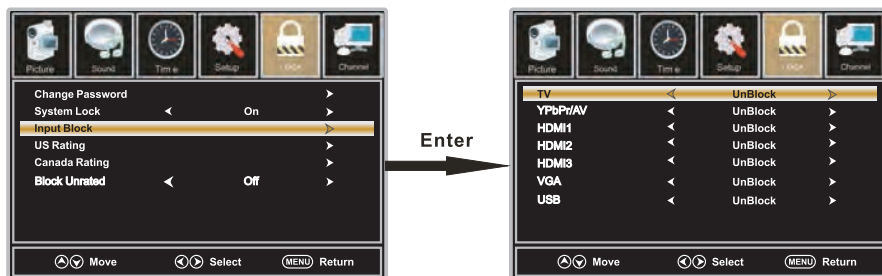 Picture Sound Time Setup Lock Channel
Change Password
System Lock On
Input Block
US Rating
Canada Rating
Block Unrated Off
Move Select MENU Return
Enter
Picture Sound Time Setup Lock Channel
TV UnBlock
YPbPr/AV UnBlock
HDMI1 UnBlock
HDMI2 UnBlock
HDMI3 UnBlock
VGA UnBlock
USB UnBlock
Move Select MENU Return